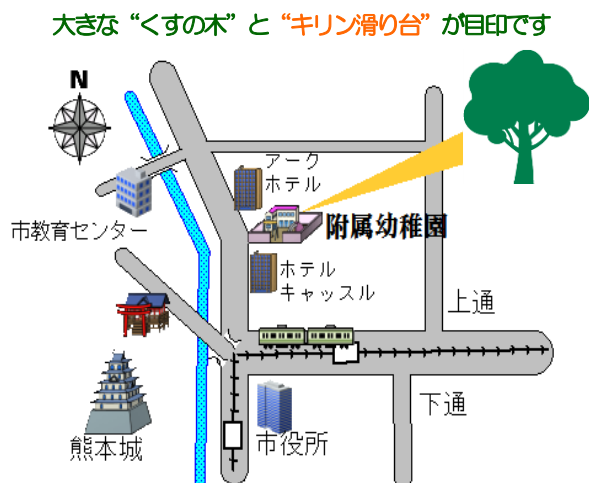 大きな“くすの木”と“キリン滑り台”が目印です
N
アーク
ホテル
附属幼稚園
市教育センター
ホテル
キャッスル
上通
下通
熊本城
市役所